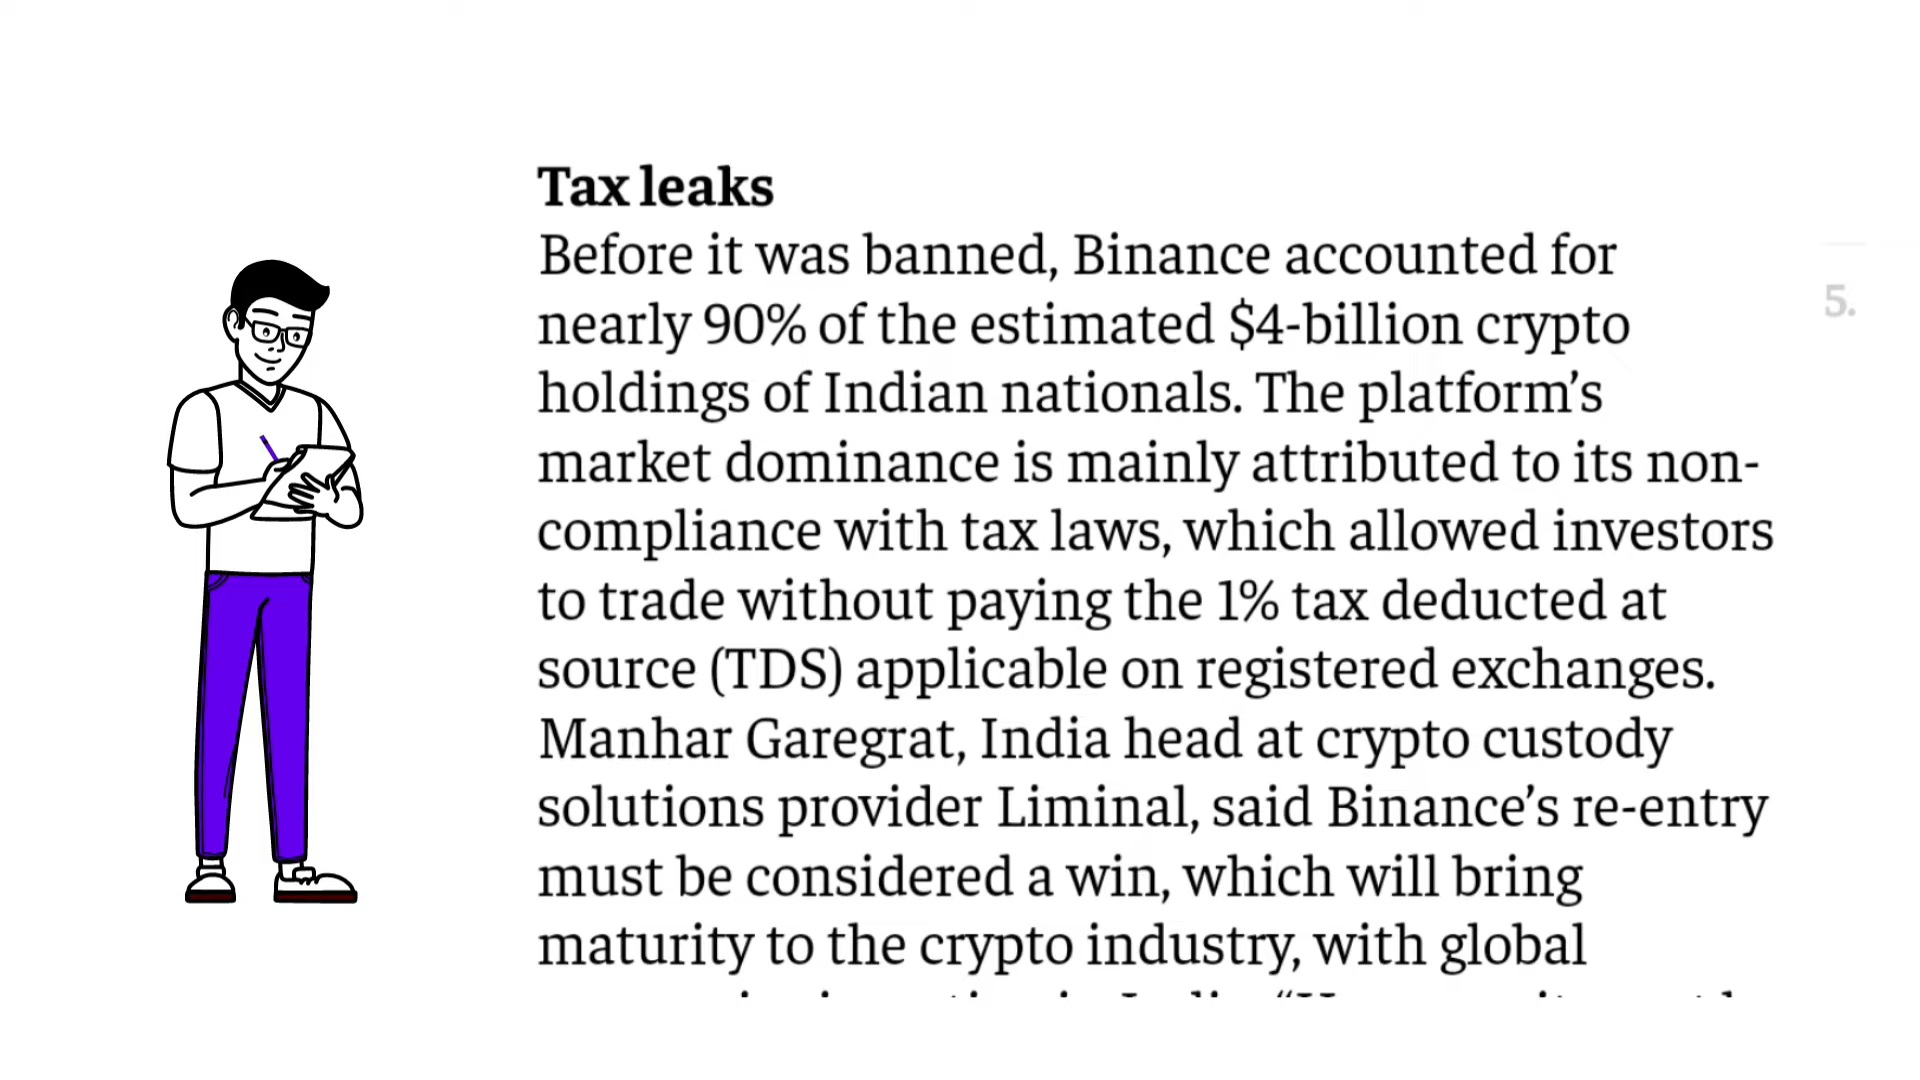 Tax leaks
Before it was banned, Binance accounted for
nearly 90% of the estimated $4-billion crypto
holdings of Indian nationals. The platform’s
market dominance is mainly attributed to its non-
compliance with tax laws, which allowed investors
to trade without paying the 1% tax deducted at
source (TDS) applicable on registered exchanges.
Manhar Garegrat, India head at crypto custody
solutions provider Liminal, said Binance’s re-entry
must be considered a win, which will bring
maturity to the crypto industry, with global
5.